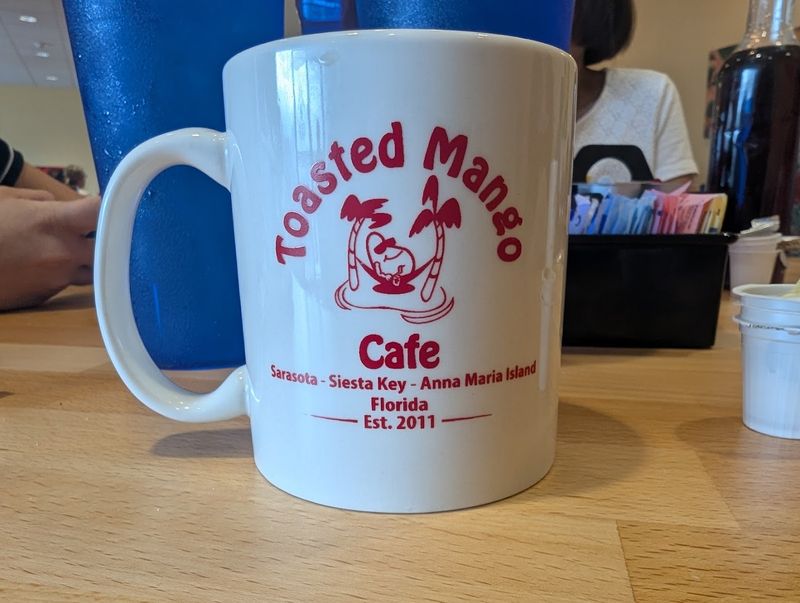 Toasted Mango
Cafe
Sarasota - Siesta Key - Anna Maria Island
Florida
Est. 2011